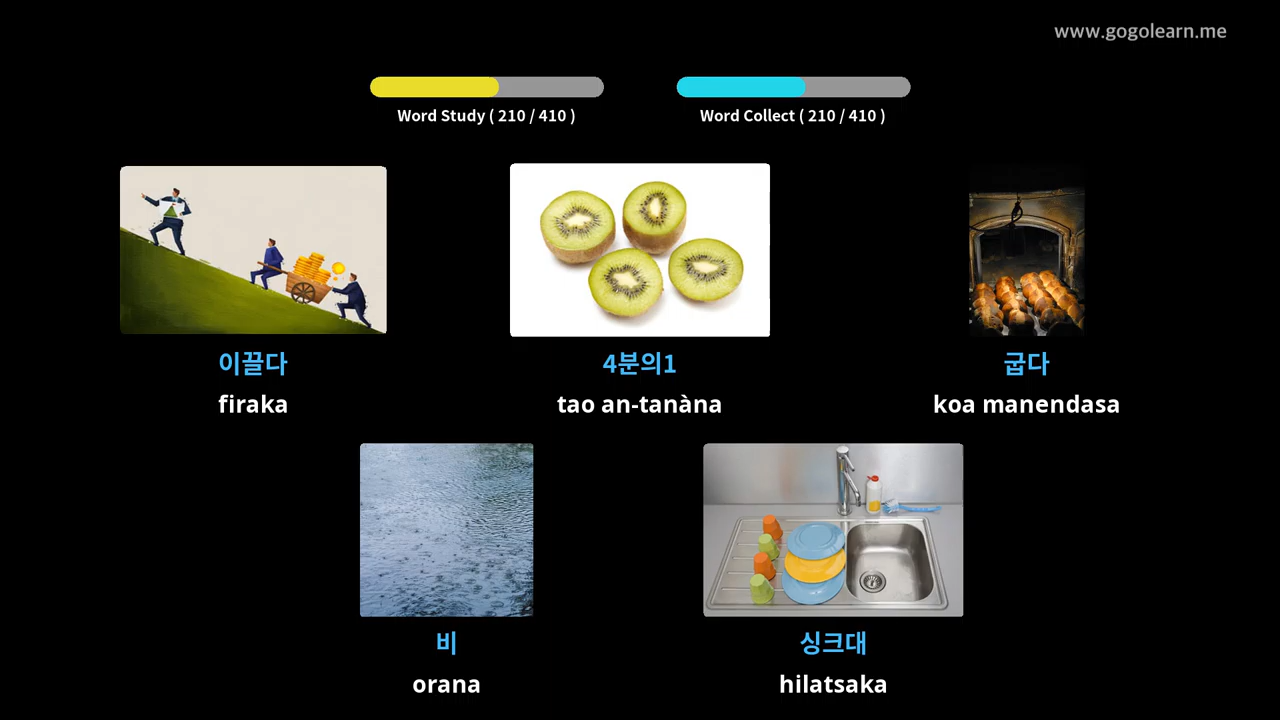 www.gogolearn.me
Word Study ( 210 / 410 )
Word Collect ( 210 / 410 )
이끌다
firaka
4분의1
tao an-tanàna
굽다
koa manendasa
비
orana
싱크대
hilatsaka